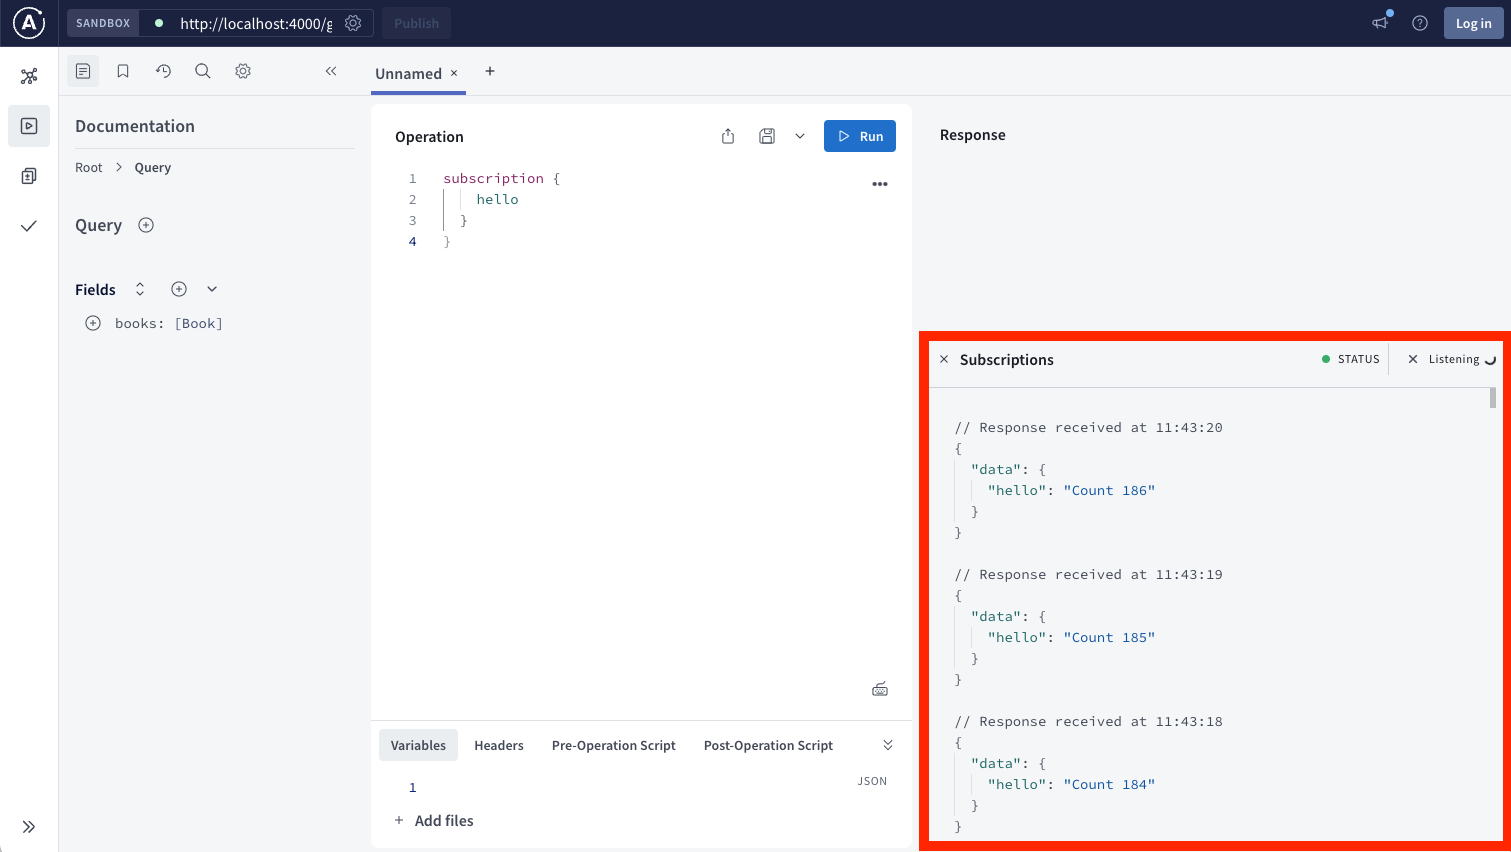 SANDBOX
http://localhost:4000/g
Publish
Log in
Unnamed
Documentation
Root > Query
Query
Fields
books: [Book]
Operation
Run
1 subscription {
2 hello
3 }
4 }
Variables
Headers
Pre-Operation Script
Post-Operation Script
1
JSON
+ Add files
Response
Subscriptions
STATUS
Listening
// Response received at 11:43:20
{
"data": {
"hello": "Count 186"
}
}
// Response received at 11:43:19
{
"data": {
"hello": "Count 185"
}
}
// Response received at 11:43:18
{
"data": {
"hello": "Count 184"
}
}